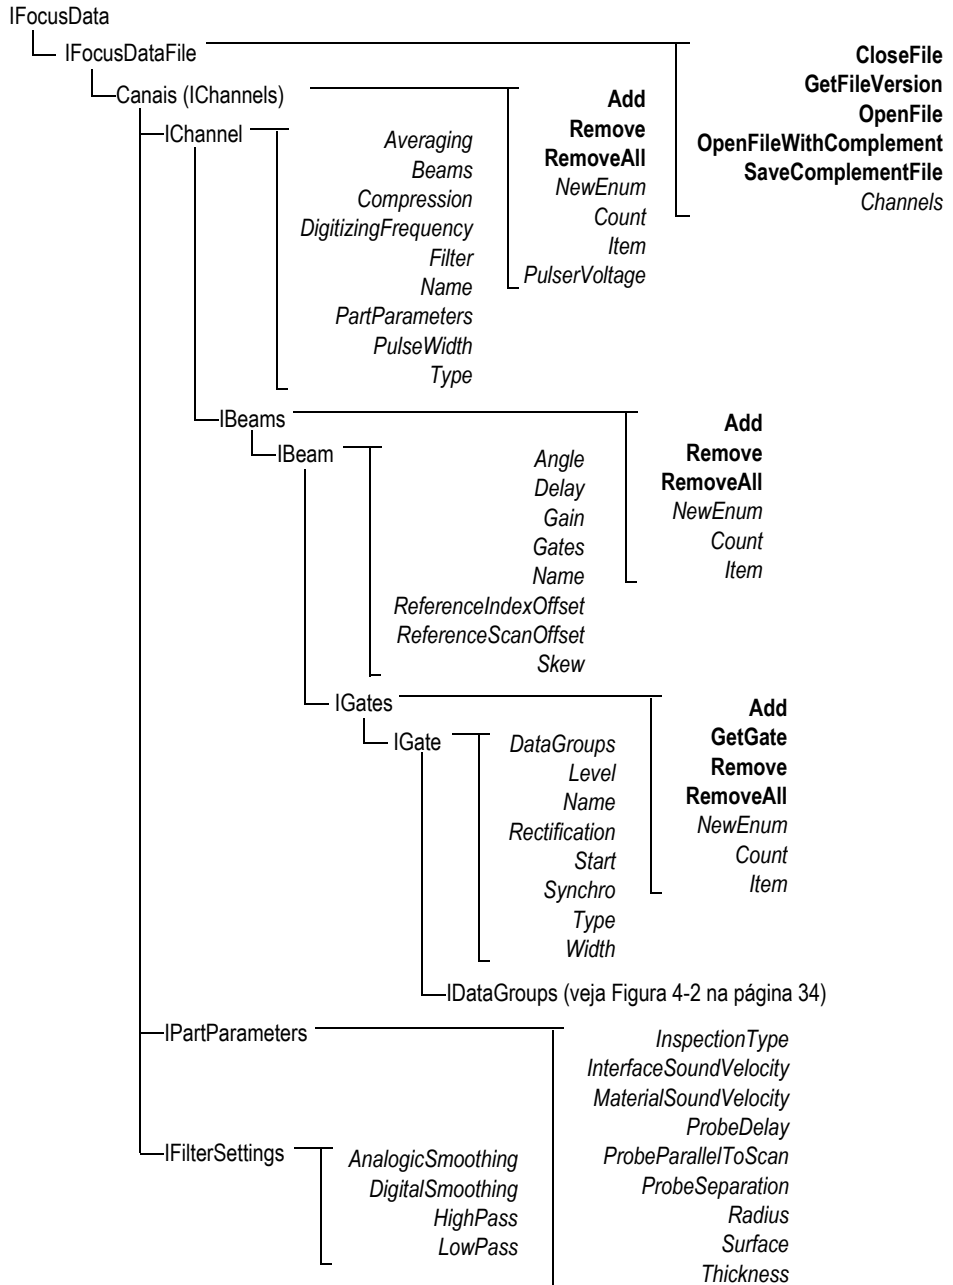 IFocusData
IFocusDataFile
CloseFile
GetFileVersion
OpenFile
OpenFileWithComplement
SaveComplementFile
Channels
Canais (IChannels)
Add
Remove
RemoveAll
NewEnum
Count
Item
PulserVoltage
IChannel
Averaging
Beams
Compression
DigitizingFrequency
Filter
Name
PartParameters
PulseWidth
Type
IBeams
Add
Remove
RemoveAll
NewEnum
Count
Item
IBeam
Angle
Delay
Gain
Gates
Name
ReferenceIndexOffset
ReferenceScanOffset
Skew
IGates
Add
GetGate
Remove
RemoveAll
NewEnum
Count
Item
IGate
DataGroups
Level
Name
Rectification
Start
Synchro
Type
Width
IDataGroups (veja Figura 4-2 na página 34)
IPartParameters
InspectionType
InterfaceSoundVelocity
MaterialSoundVelocity
ProbeDelay
ProbeParallelToScan
ProbeSeparation
Radius
Surface
Thickness
IFilterSettings
AnalogicSmoothing
DigitalSmoothing
HighPass
LowPass